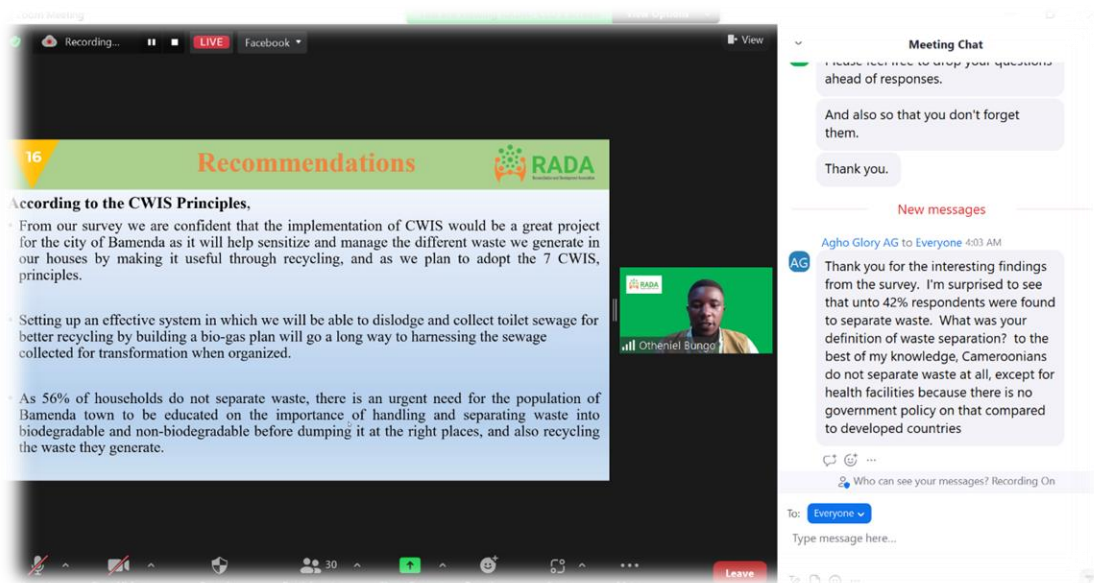 Recording...
LIVE
Facebook
View
16
Recommendations
RADA
According to the CWIS Principles,
From our survey we are confident that the implementation of CWIS would be a great project
for the city of Bamenda as it will help sensitize and manage the different waste we generate in
our houses by making it useful through recycling, and as we plan to adopt the 7 CWIS,
principles.
Setting up an effective system in which we will be able to dislodge and collect toilet sewage for
better recycling by building a bio-gas plan will go a long way to harnessing the sewage
collected for transformation when organized.
As 56% of households do not separate waste, there is an urgent need for the population of
Bamenda town to be educated on the importance of handling and separating waste into
biodegradable and non-biodegradable before dumping it at the right places, and also recycling
the waste they generate.
RADA
Otheniel Bungo
30
Leave
Meeting Chat
Please feel free to drop your questions
ahead of responses.
And also so that you don't forget
them.
Thank you.
New messages
Agho Glory AG to Everyone 4:03 AM
AG
Thank you for the interesting findings
from the survey. I'm surprised to see
that unto 42% respondents were found
to separate waste. What was your
definition of waste separation? to the
best of my knowledge, Cameroonians
do not separate waste at all, except for
health facilities because there is no
government policy on that compared
to developed countries
Who can see your messages? Recording On
To: Everyone
Type message here...